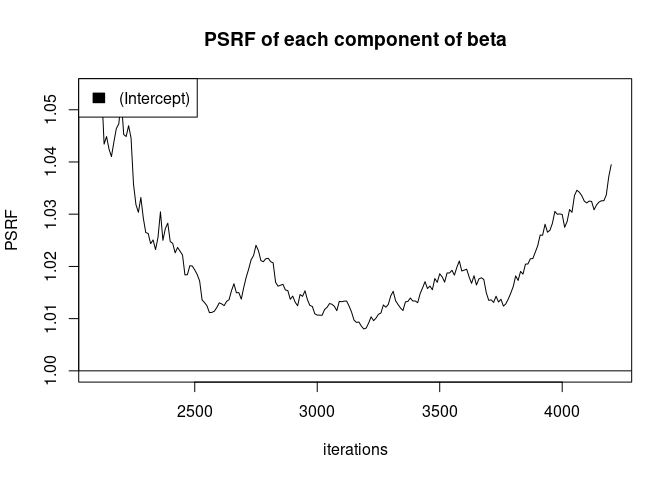 PSRF of each component of beta
(Intercept)
PSRF
1.05
1.04
1.03
1.02
1.01
1.00
2500 3000 3500 4000
iterations